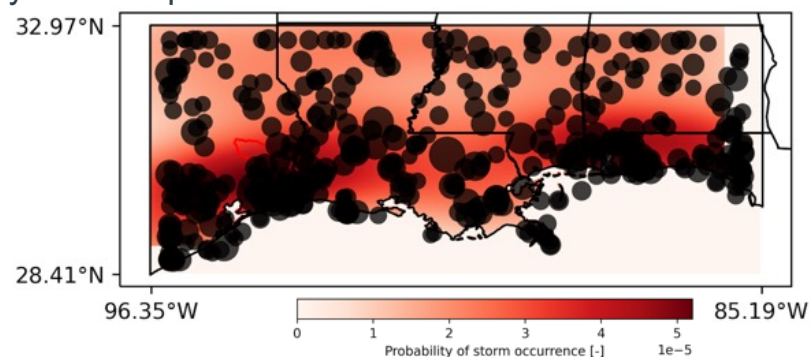 32.97°N
28.41°N
96.35°W
85.19°W
0 1 2 3 4 5
1e−5
Probability of storm occurrence [-]